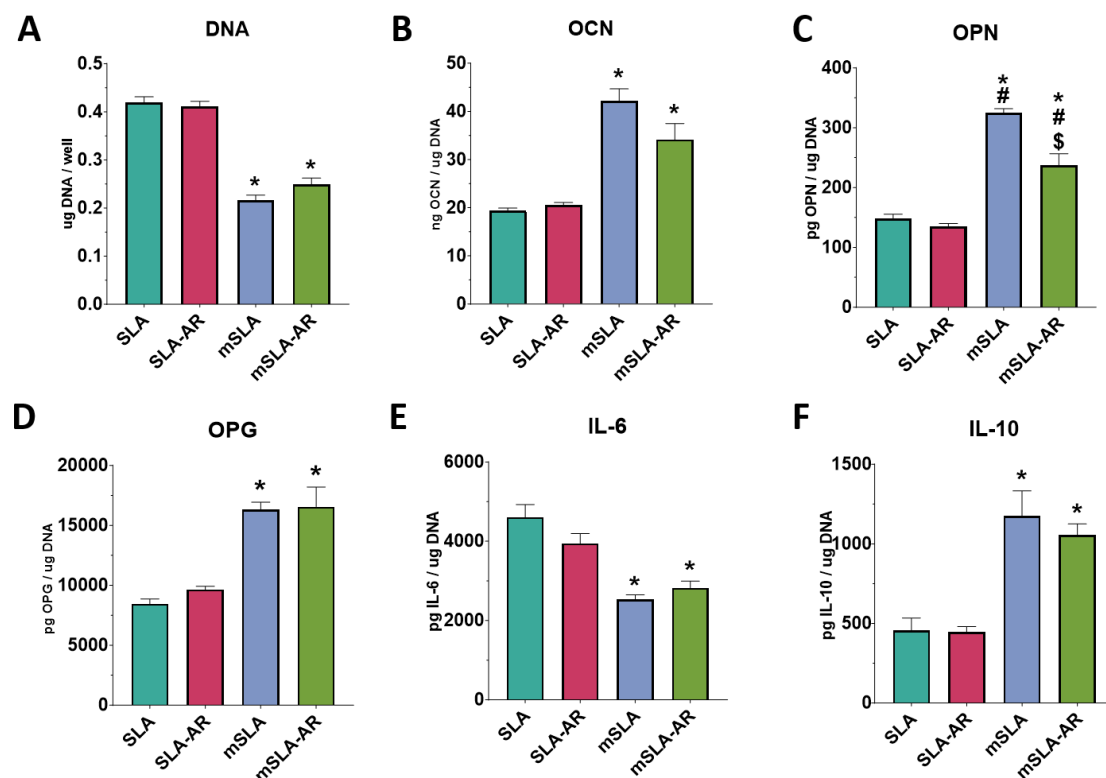 A
DNA
ug DNA / well
0.5
0.4
0.3
0.2
0.1
0.0
*
*
SLA
SLA-AR
mSLA
mSLA-AR
B
OCN
ng OCN / ug DNA
50
40
30
20
10
0
*
*
SLA
SLA-AR
mSLA
mSLA-AR
C
OPN
pg OPN / ug DNA
400
300
200
100
0
*
#
*
#
$
SLA
SLA-AR
mSLA
mSLA-AR
D
OPG
pg OPG / ug DNA
20000
15000
10000
5000
0
*
*
SLA
SLA-AR
mSLA
mSLA-AR
E
IL-6
pg IL-6 / ug DNA
6000
4000
2000
0
*
*
SLA
SLA-AR
mSLA
mSLA-AR
F
IL-10
pg IL-10 / ug DNA
1500
1000
500
0
*
*
SLA
SLA-AR
mSLA
mSLA-AR